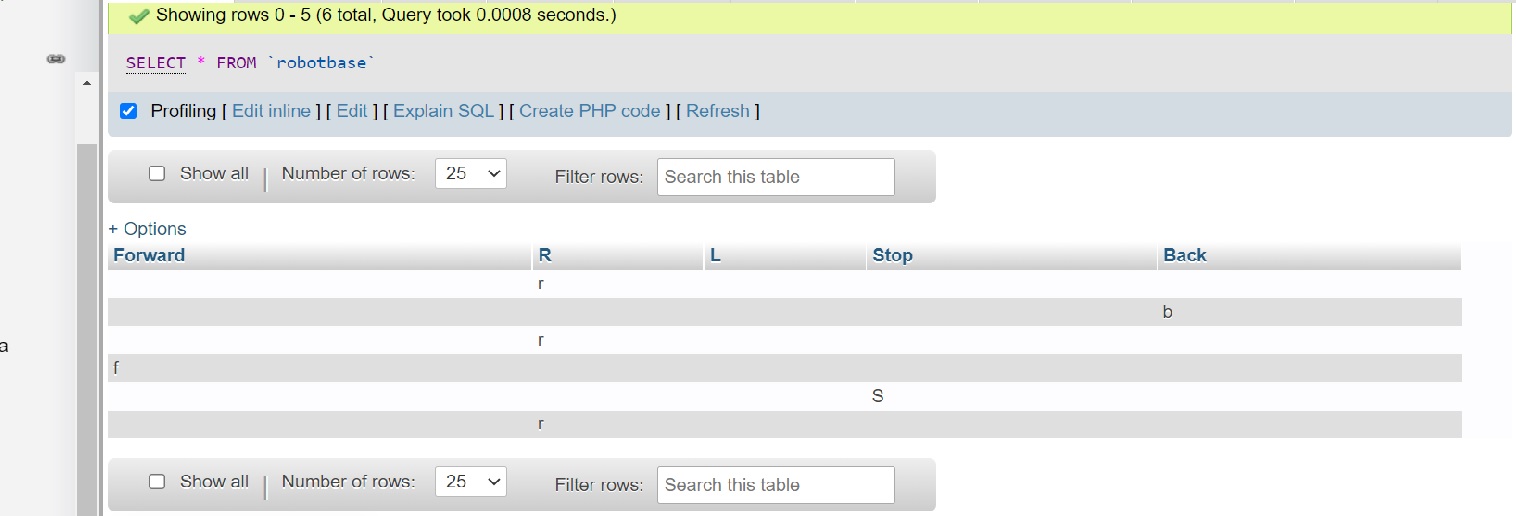 Showing rows 0 - 5 (6 total, Query took 0.0008 seconds.)
SELECT * FROM `robotbase`
Profiling [ Edit inline ] [ Edit ] [ Explain SQL ] [ Create PHP code ] [ Refresh ]
Show all | Number of rows: 25 Filter rows: Search this table
+ Options
Forward R L Stop Back
r
b
r
a
f
S
r
Show all | Number of rows: 25 Filter rows: Search this table